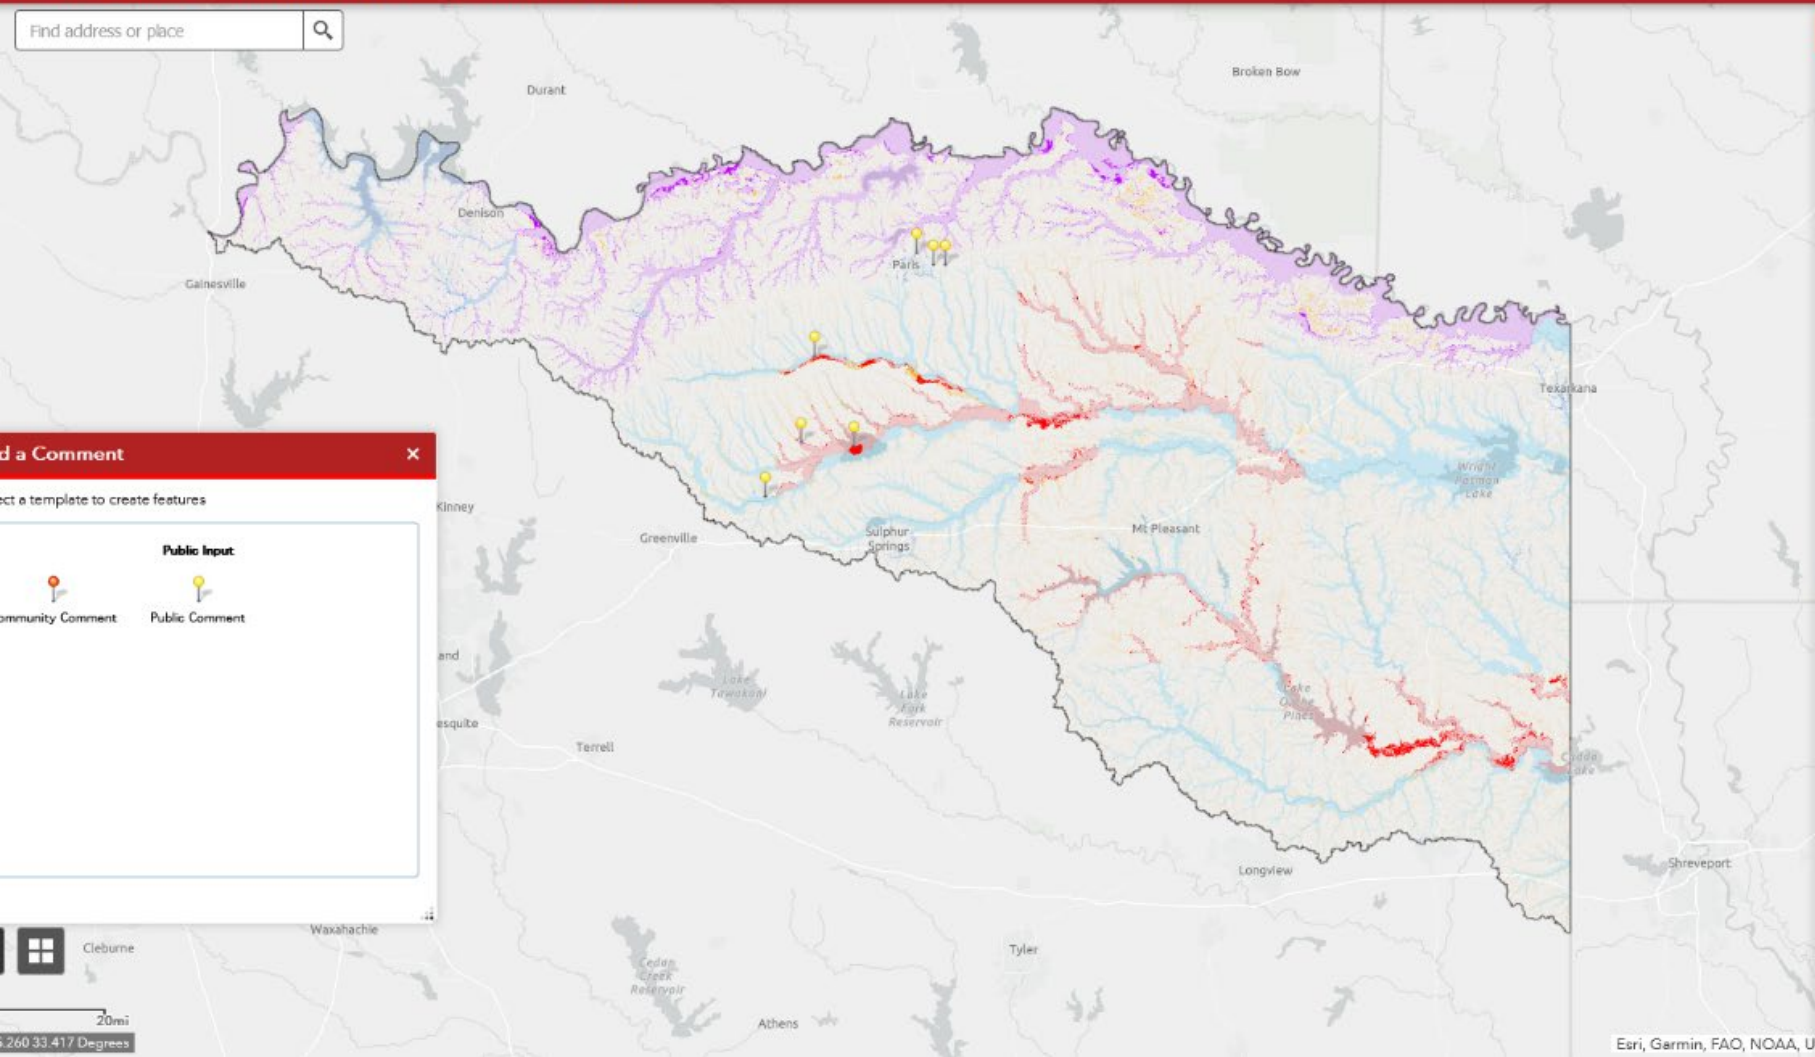 Find address or place
Broken Bow
Durant
Denison
Paris
Gainesville
Texarkana
d a Comment
×
ect a template to create features
Kinney
Wright
Patman
Lake
Greenville
Sulphur
Springs
Mt Pleasant
Public Input
ommunity Comment
Public Comment
and
Lake
Tawakoni
Lake
Fork
Reservoir
Lake
O' the
Pines
esquite
Terrell
Caddo
Lake
Longview
Shreveport
Waxahachie
Cleburne
Tyler
Cedar
Creek
Reservoir
20mi
Athens
.260 33.417 Degrees
Esri, Garmin, FAO, NOAA, U